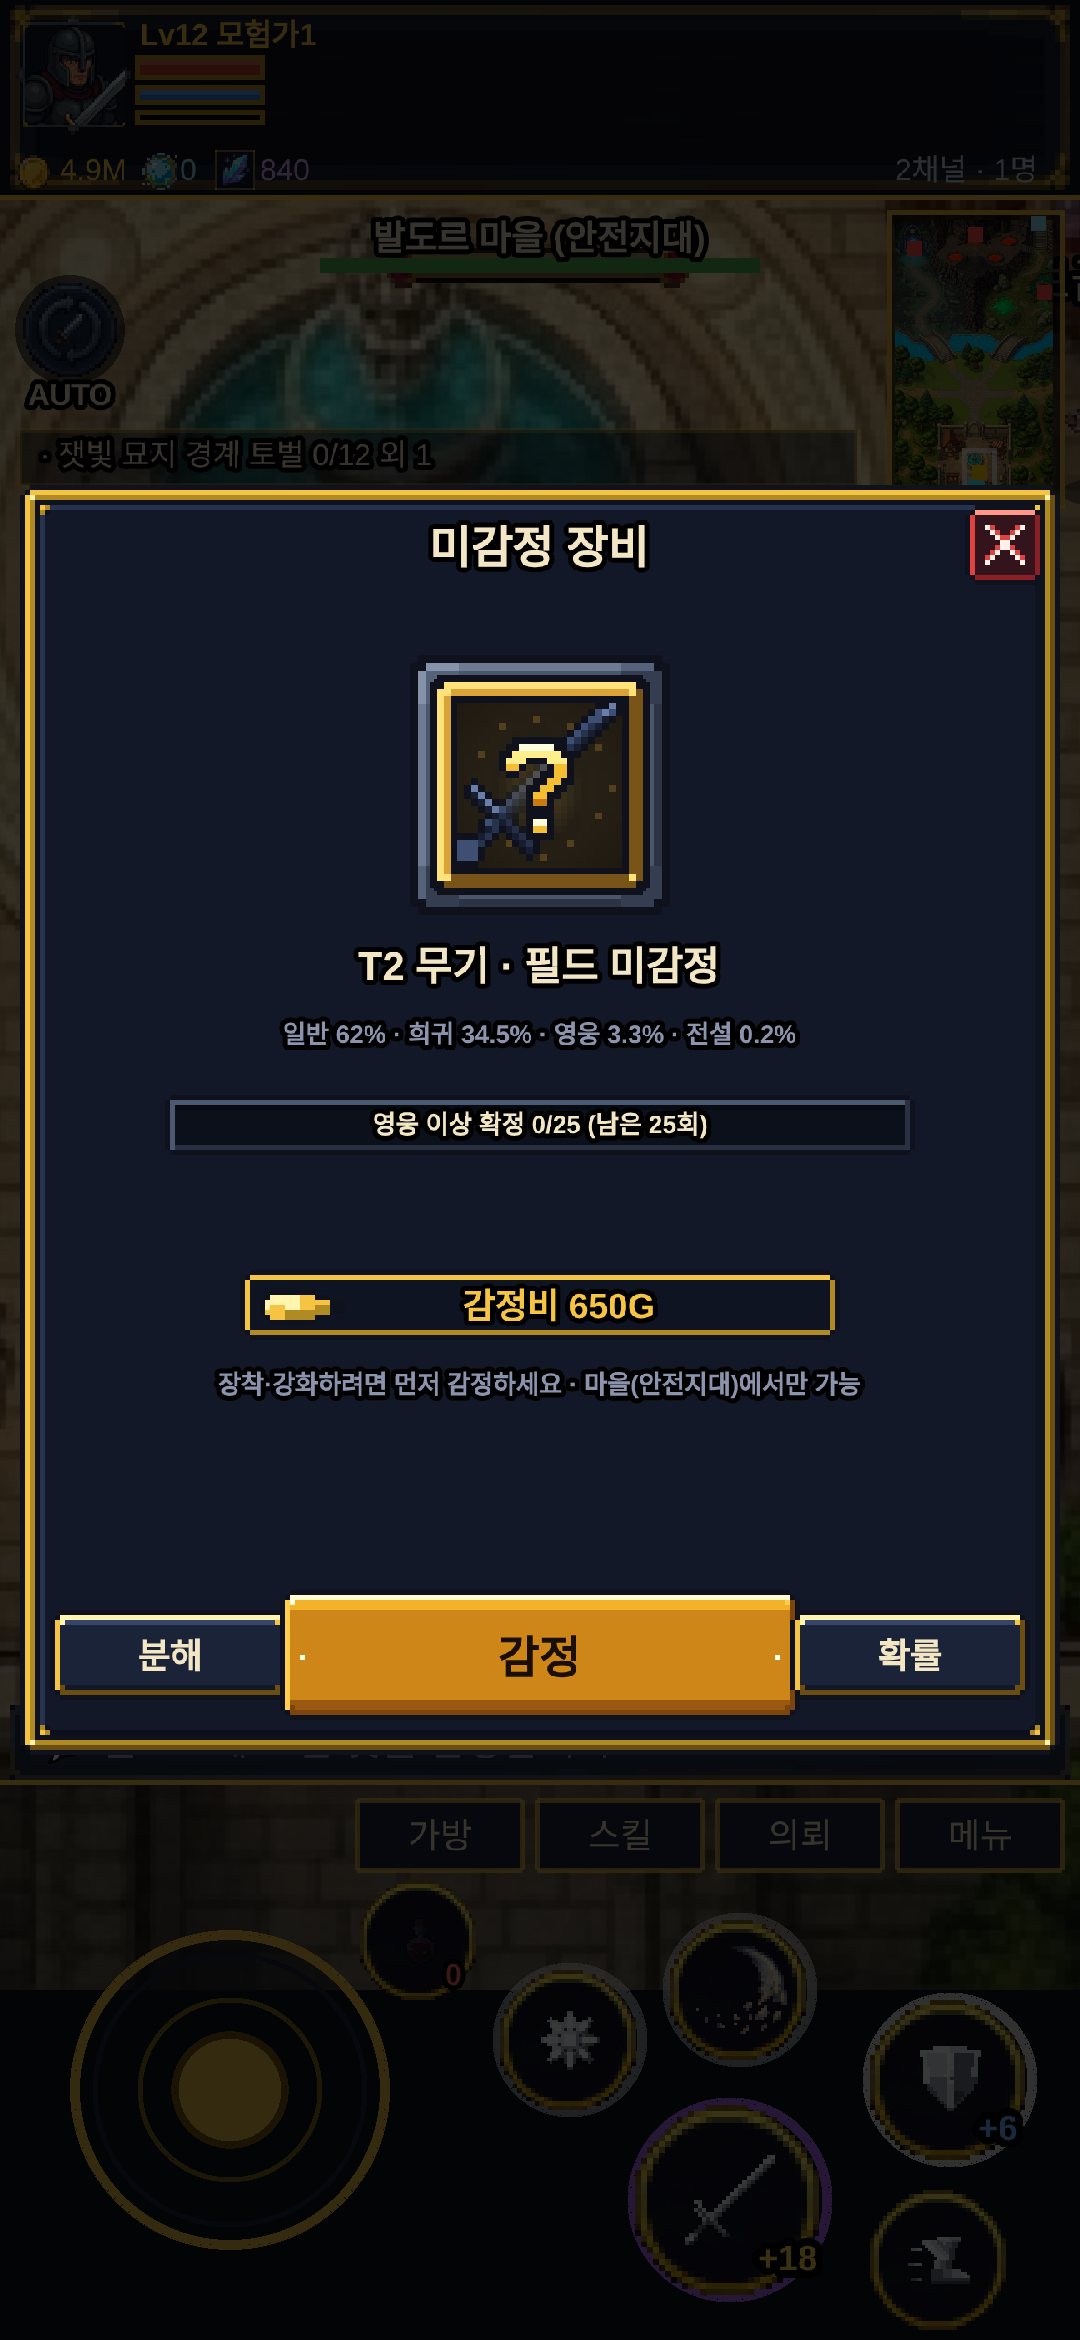 Lv12 모험가1
4.9M 0 840 2채널 · 1명
발도르 마을 (안전지대)
AUTO
· 잿빛 묘지 경계 토벌 0/12 외 1
미감정 장비
?
T2 무기 · 필드 미감정
일반 62% · 희귀 34.5% · 영웅 3.3% · 전설 0.2%
영웅 이상 확정 0/25 (남은 25회)
감정비 650G
장착·강화하려면 먼저 감정하세요 · 마을(안전지대)에서만 가능
분해 감정 확률
가방 스킬 의뢰 메뉴
0
+6
+18